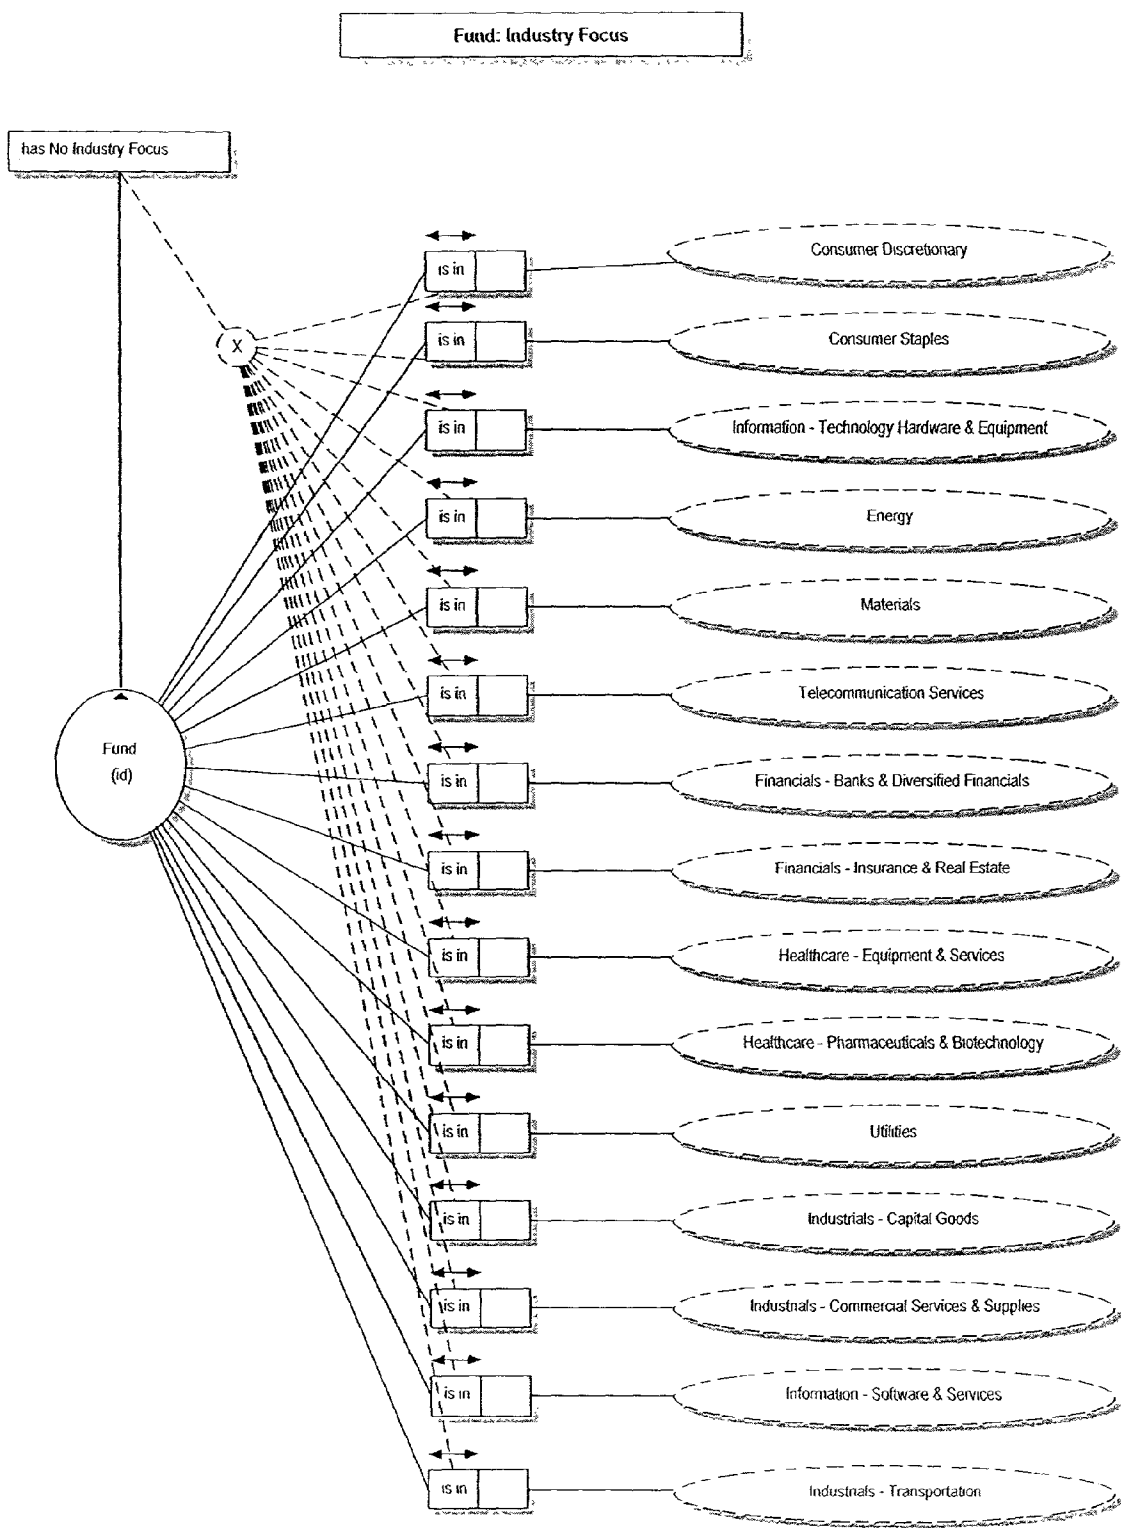 Fund: Industry Focus
has No Industry Focus
is in
Consumer Discretionary
X
is in
Consumer Staples
is in
Information - Technology Hardware & Equipment
is in
Energy
is in
Materials
is in
Telecommunication Services
Fund
(id)
is in
Financials - Banks & Diversified Financials
is in
Financials - Insurance & Real Estate
is in
Healthcare - Equipment & Services
is in
Healthcare - Pharmaceuticals & Biotechnology
is in
Utilities
is in
Industrials - Capital Goods
is in
Industrials - Commercial Services & Supplies
is in
Information - Software & Services
is in
Industrials - Transportation